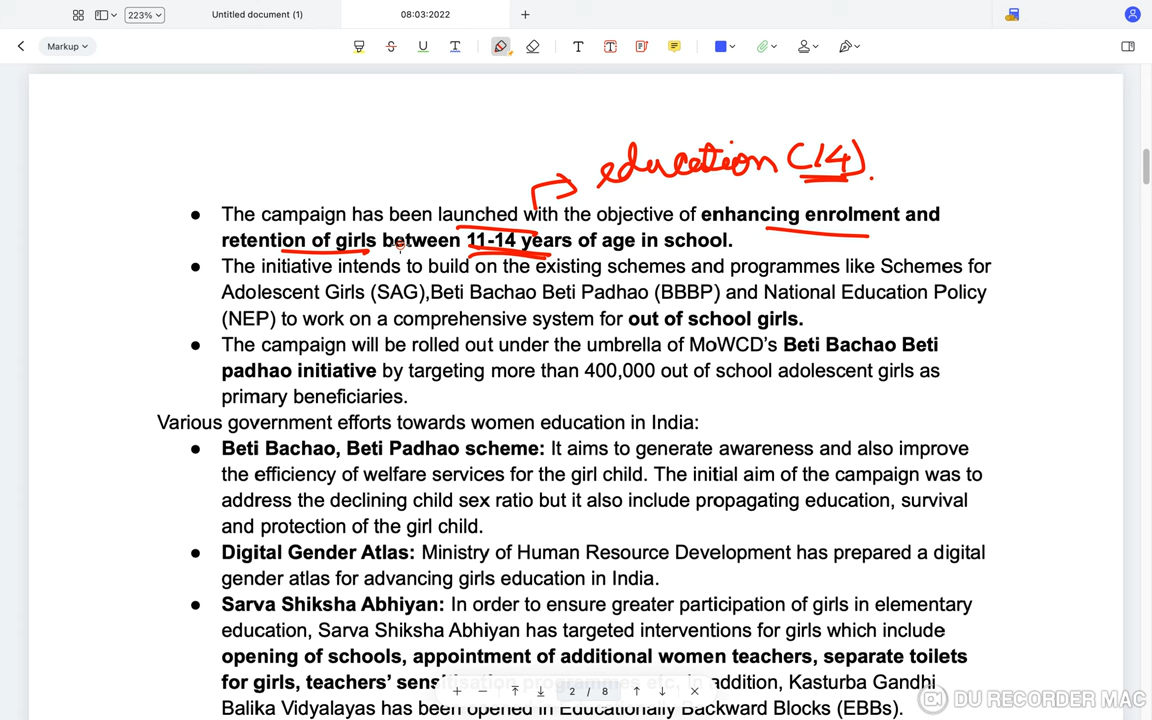 223%
Untitled document (1)
08:03:2022
Markup
education (14).
The campaign has been launched with the objective of enhancing enrolment and
retention of girls between 11-14 years of age in school.
The initiative intends to build on the existing schemes and programmes like Schemes for
Adolescent Girls (SAG),Beti Bachao Beti Padhao (BBBP) and National Education Policy
(NEP) to work on a comprehensive system for out of school girls.
The campaign will be rolled out under the umbrella of MoWCD's Beti Bachao Beti
padhao initiative by targeting more than 400,000 out of school adolescent girls as
primary beneficiaries.
Various government efforts towards women education in India:
Beti Bachao, Beti Padhao scheme: It aims to generate awareness and also improve
the efficiency of welfare services for the girl child. The initial aim of the campaign was to
address the declining child sex ratio but it also include propagating education, survival
and protection of the girl child.
Digital Gender Atlas: Ministry of Human Resource Development has prepared a digital
gender atlas for advancing girls education in India.
Sarva Shiksha Abhiyan: In order to ensure greater participation of girls in elementary
education, Sarva Shiksha Abhiyan has targeted interventions for girls which include
opening of schools, appointment of additional women teachers, separate toilets
for girls, teachers' sensitisation programmes etc. In addition, Kasturba Gandhi
2 / 8
Balika Vidyalayas has been opened in Educationally Backward Blocks (EBBs).
DU RECORDER MAC